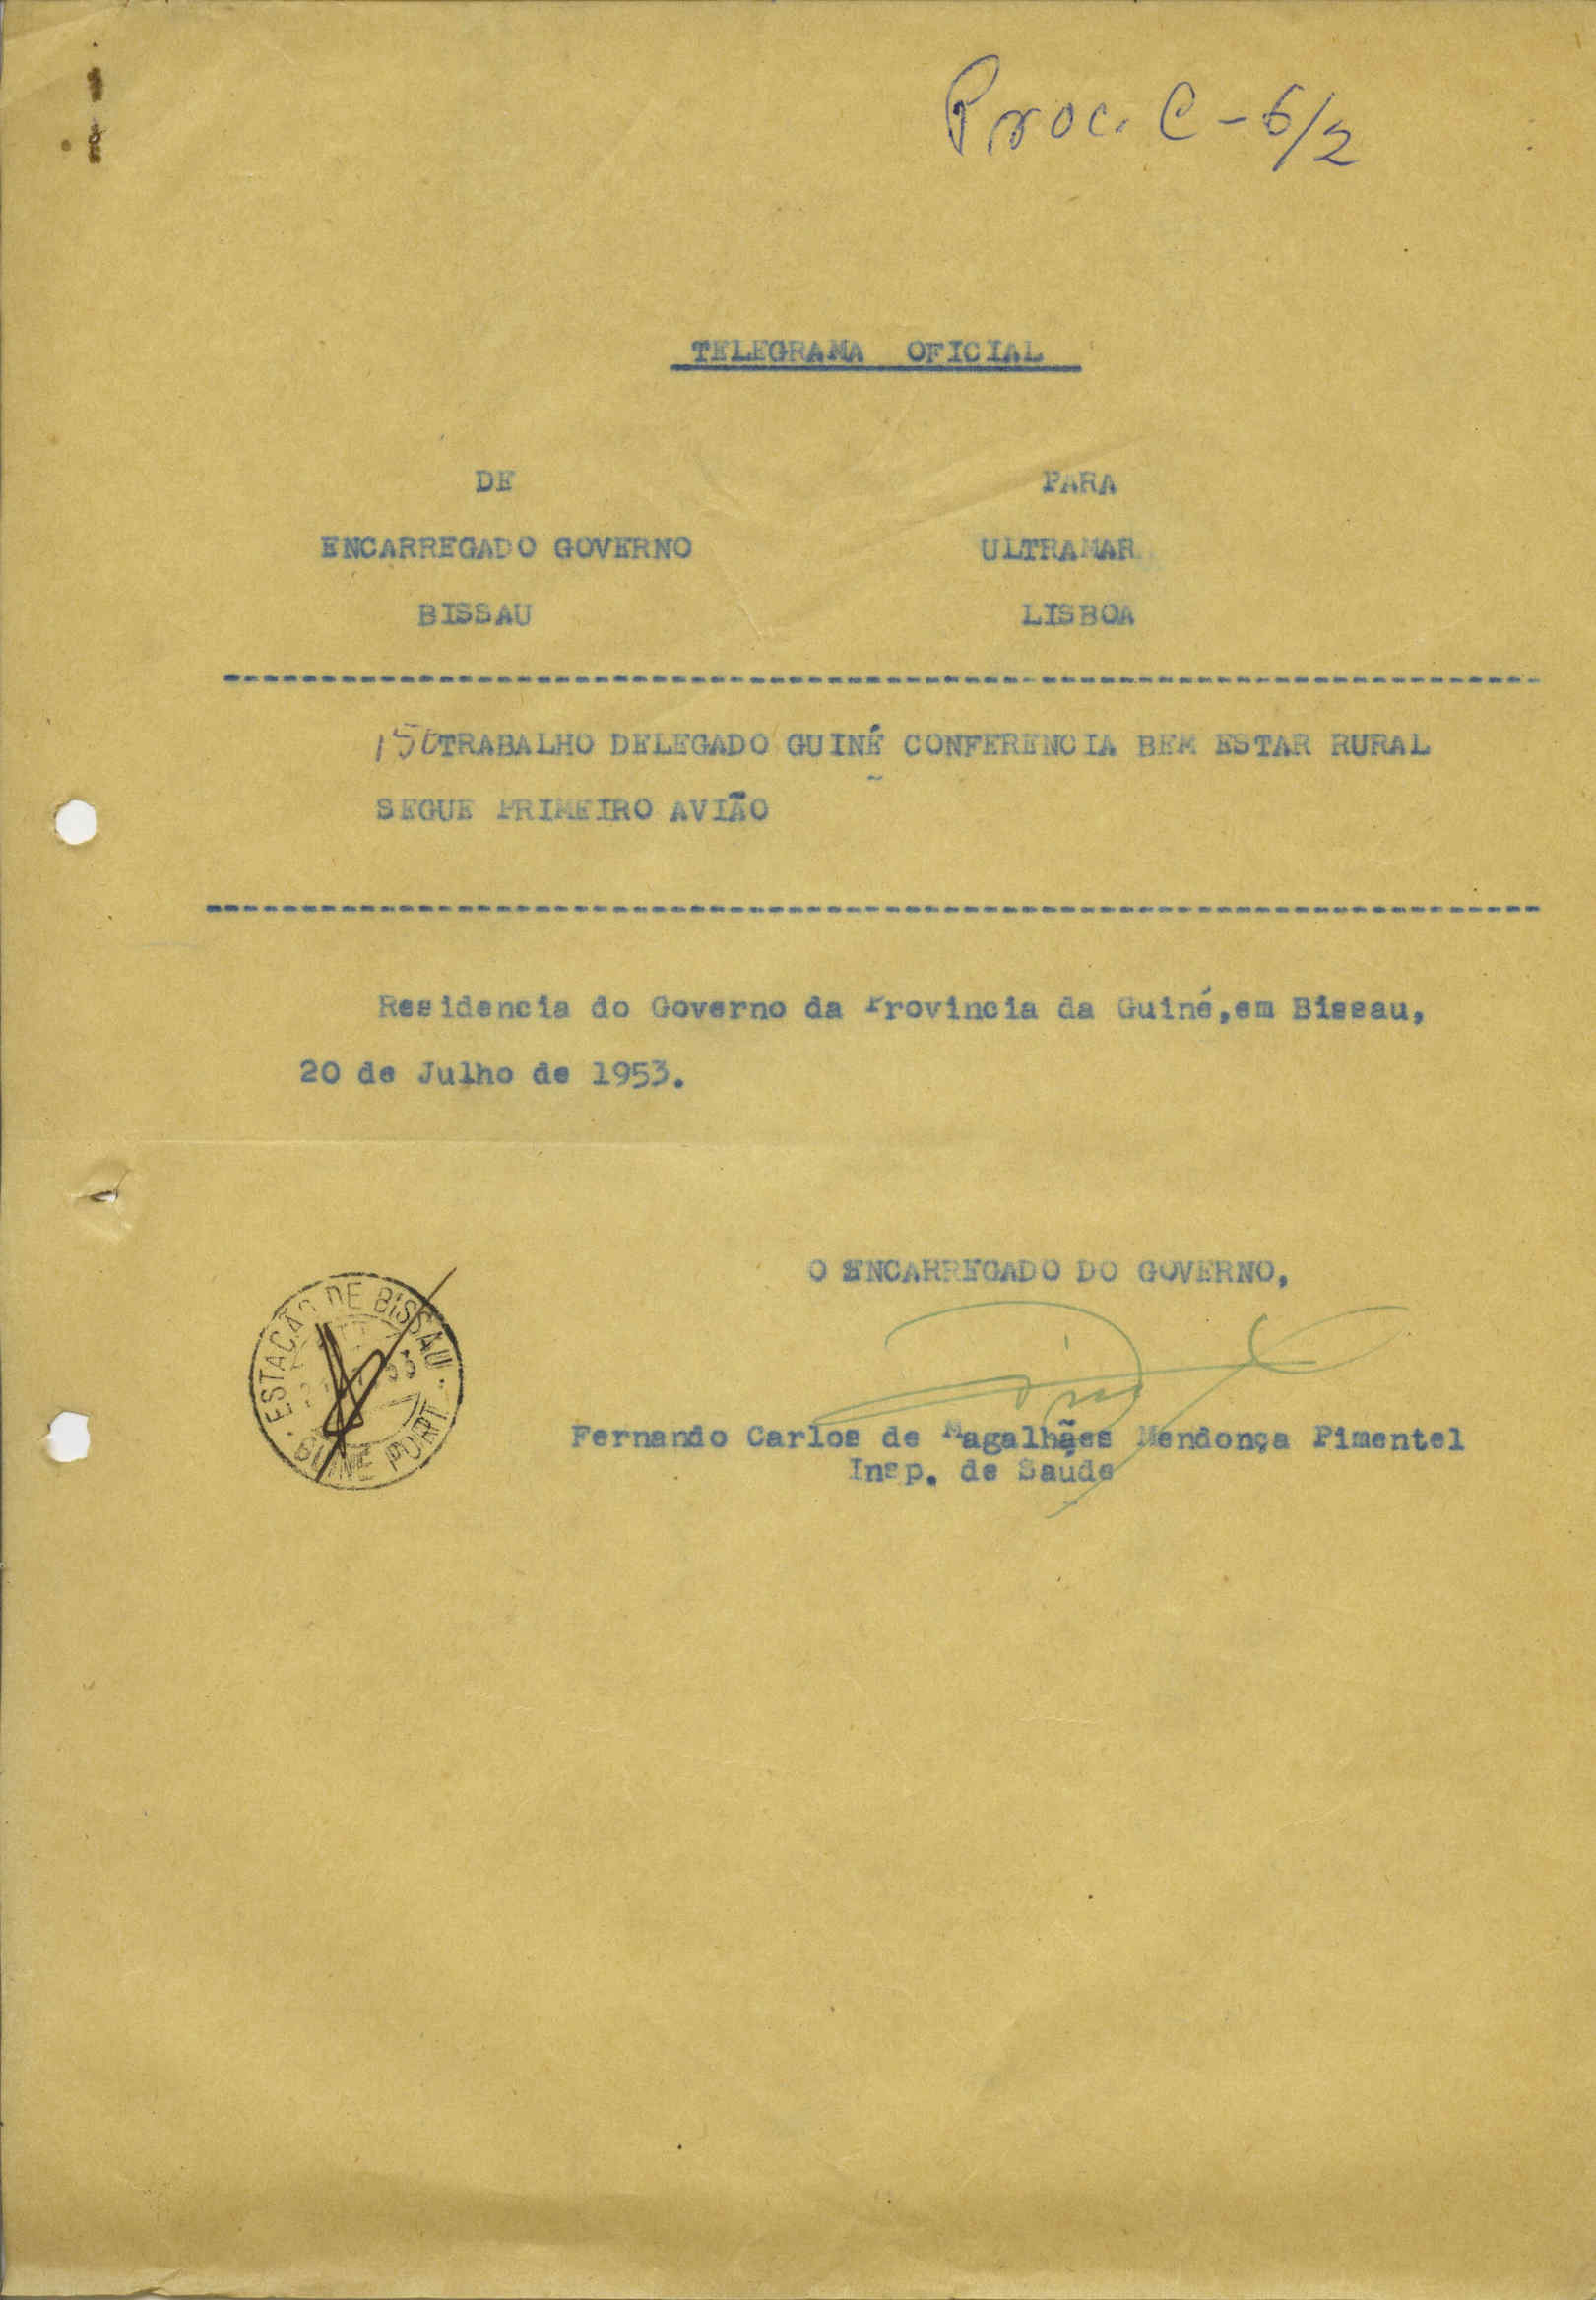 Proc. C-6/2
TELEGRAMA OFICIAL
DE PARA
ENCARREGADO GOVERNO ULTRAMAR
BISSAU LISBOA
150 TRABALHO DELEGADO GUINÉ CONFERENCIA BEM ESTAR RURAL
SEGUE PRIMEIRO AVIÃO
Residencia do Governo da Provincia da Guiné,em Bissau,
20 de Julho de 1953.
O ENCARREGADO DO GOVERNO,
ESTAÇÃO DE BISSAU
GUINÉ PORT.
Fernando Carlos de Magalhães Mendonça Pimentel
Insp. de Saúde